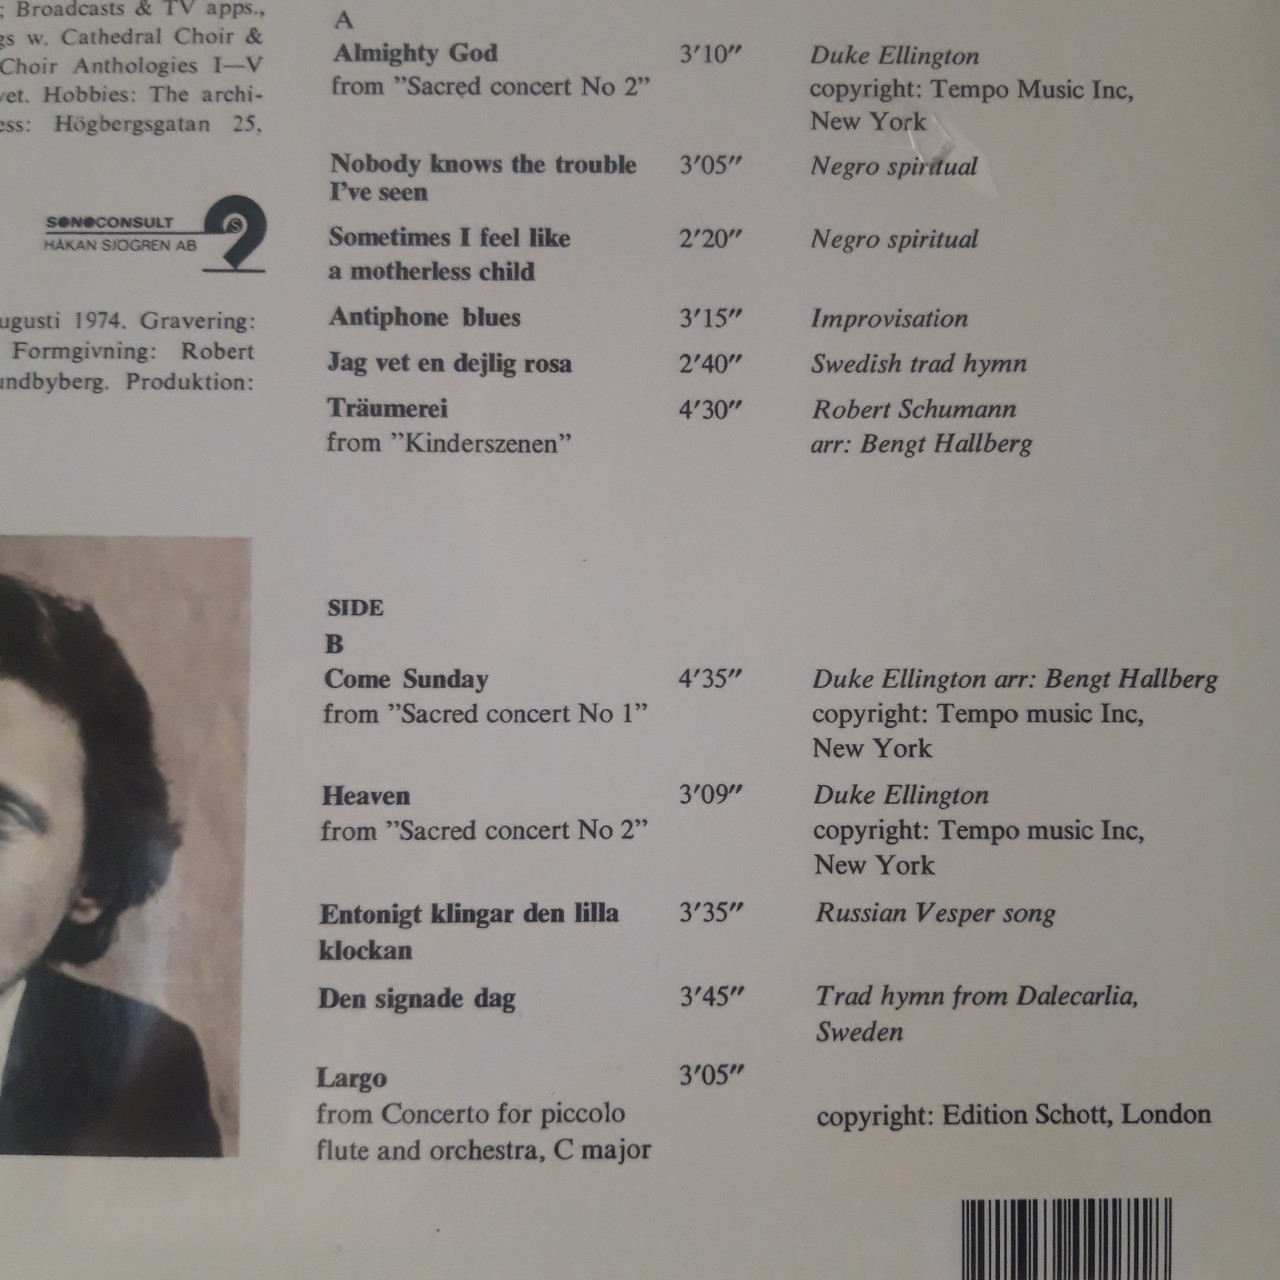 ; Broadcasts & TV apps.,
w. Cathedral Choir &
Choir Anthologies I—V
Hobbies: The archi-
Högbergsgatan 25,
SONOCONSULT
HÅKAN SJÖGREN AB
S
1974. Gravering:
Formgivning: Robert
Produktion:
A
Almighty God 3'10" Duke Ellington
from ”Sacred concert No 2” copyright: Tempo Music Inc,
New York
Nobody knows the trouble 3'05" Negro spiritual
I've seen
Sometimes I feel like 2'20" Negro spiritual
a motherless child
Antiphone blues 3'15" Improvisation
Jag vet en dejlig rosa 2'40" Swedish trad hymn
Träumerei 4'30" Robert Schumann
from ”Kinderszenen” arr: Bengt Hallberg
SIDE
B
Come Sunday 4'35" Duke Ellington arr: Bengt Hallberg
from ”Sacred concert No 1” copyright: Tempo music Inc,
New York
Heaven 3'09" Duke Ellington
from ”Sacred concert No 2” copyright: Tempo music Inc,
New York
Entonigt klingar den lilla 3'35" Russian Vesper song
klockan
Den signade dag 3'45" Trad hymn from Dalecarlia,
Sweden
Largo 3'05"
from Concerto for piccolo copyright: Edition Schott, London
flute and orchestra, C major